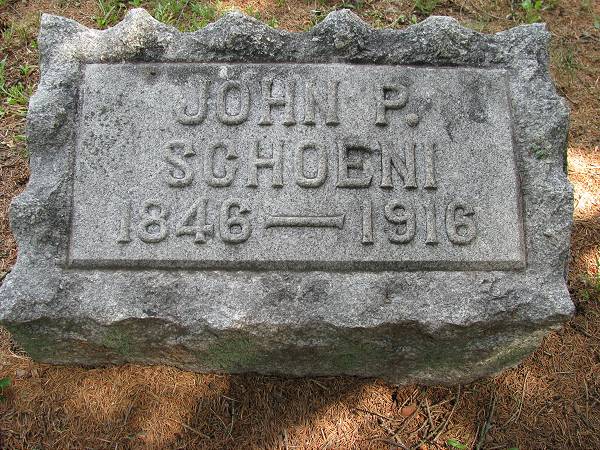 JOHN P.
SCHOENI
1846 — 1916